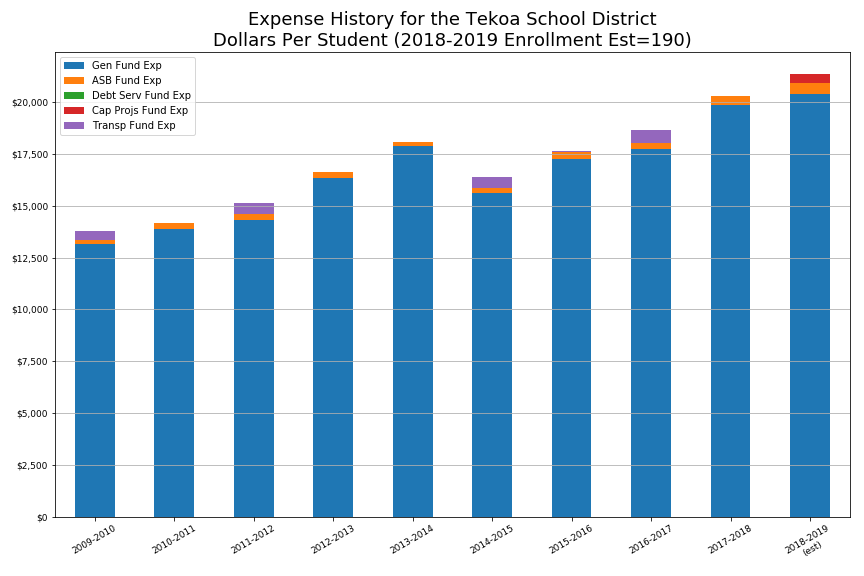 Expense History for the Tekoa School District
Dollars Per Student (2018-2019 Enrollment Est=190)
Gen Fund Exp
ASB Fund Exp
Debt Serv Fund Exp
Cap Projs Fund Exp
Transp Fund Exp
$20,000
$17,500
$15,000
$12,500
$10,000
$7,500
$5,000
$2,500
$0
2009-2010
2010-2011
2011-2012
2012-2013
2013-2014
2014-2015
2015-2016
2016-2017
2017-2018
2018-2019
(est)